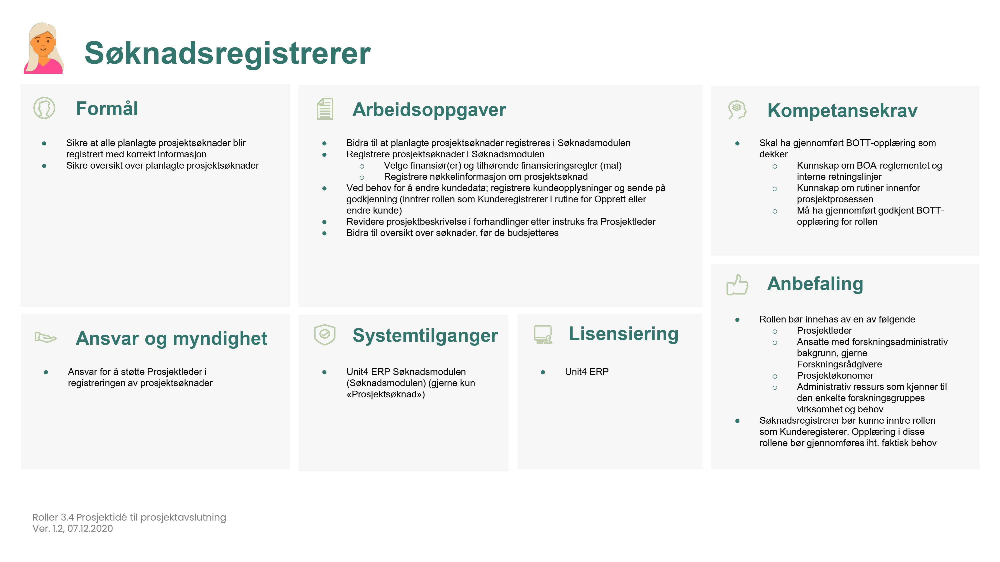 Søknadsregistrerer
Formål
Sikre at alle planlagte prosjektsøknader blir
registrert med korrekt informasjon
Sikre oversikt over planlagte prosjektsøknader
Arbeidsoppgaver
Bidra til at planlagte prosjektsøknader registreres i Søknadsmodulen
Registrere prosjektsøknader i Søknadsmodulen
Velge finansiør(er) og tilhørende finansieringsregler (mal)
Registrere nøkkelinformasjon om prosjektsøknad
Ved behov for å endre kundedata; registrere kundeopplysninger og sende på
godkjenning (inntrer rollen som Kunderegistrerer i rutine for Opprett eller
endre kunde)
Revidere prosjektbeskrivelse i forhandlinger etter instruks fra Prosjektleder
Bidra til oversikt over søknader, før de budsjetteres
Kompetansekrav
Skal ha gjennomført BOTT-opplæring som
dekker
Kunnskap om BOA-reglementet og
interne retningslinjer
Kunnskap om rutiner innenfor
prosjektprosessen
Må ha gjennomført godkjent BOTT-
opplæring for rollen
Ansvar og myndighet
Ansvar for å støtte Prosjektleder i
registreringen av prosjektsøknader
Systemtilganger
Unit4 ERP Søknadsmodulen
(Søknadsmodulen) (gjerne kun
«Prosjektsøknad»)
Lisensiering
Unit4 ERP
Anbefaling
Rollen bør innehas av en av følgende
Prosjektleder
Ansatte med forskningsadministrativ
bakgrunn, gjerne
Forskningsrådgivere
Prosjektøkonomer
Administrativ ressurs som kjenner til
den enkelte forskningsgruppes
virksomhet og behov
Søknadsregistrerer bør kunne inntre rollen
som Kunderegisterer. Opplæring i disse
rollene bør gjennomføres iht. faktisk behov
Roller 3.4 Prosjektidé til prosjektavslutning
Ver. 1.2, 07.12.2020